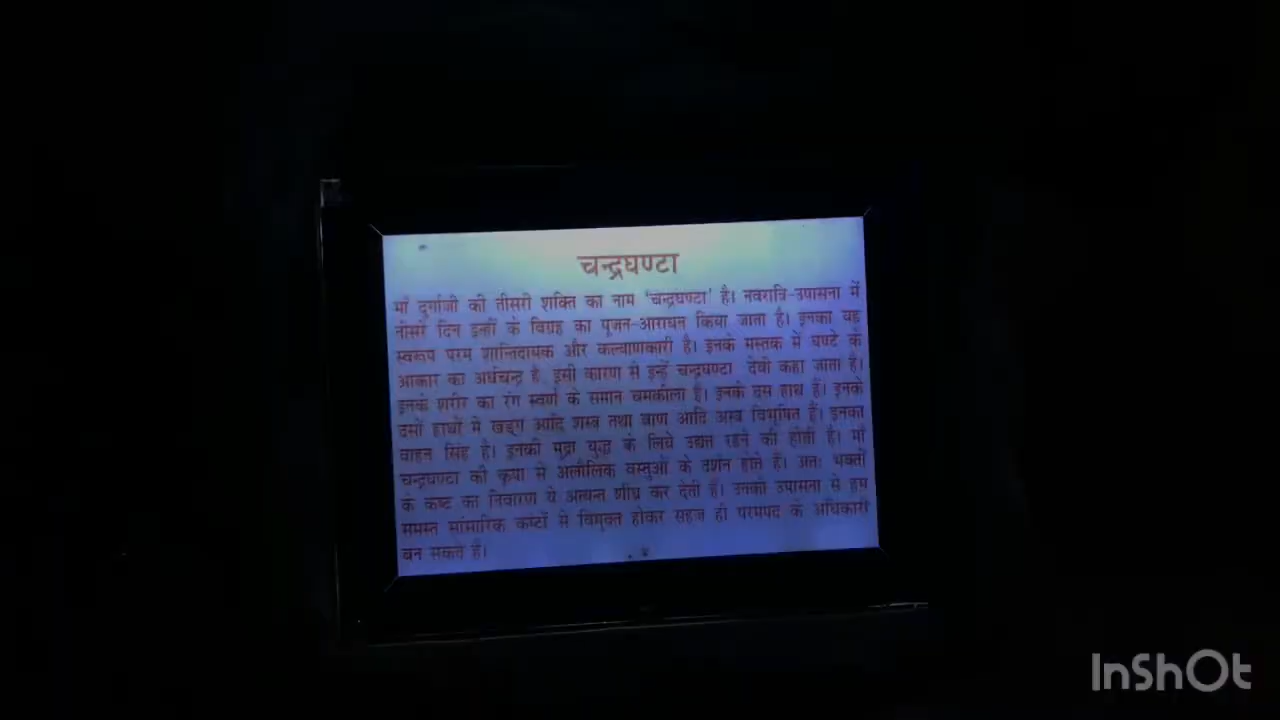 चन्द्रघण्टा
माँ दुर्गाजी की तीसरी शक्ति का नाम 'चन्द्रघण्टा' है। नवरात्रि-उपासना में
तीसरे दिन इन्हीं के विग्रह का पूजन-आराधन किया जाता है। इनका यह
स्वरूप परम शान्तिदायक और कल्याणकारी है। इनके मस्तक में घण्टे के
आकार का अर्धचन्द्र है इसी कारण से इन्हें चन्द्रघण्टा देवी कहा जाता है।
इनके शरीर का रंग स्वर्ण के समान चमकीला है। इनके दस हाथ हैं। इनके
दसों हाथों में खड्ग आदि शस्त्र तथा बाण आदि अस्त्र विभूषित हैं। इनका
वाहन सिंह है। इनकी मुद्रा युद्ध के लिये उद्यत रहने की होती है। माँ
चन्द्रघण्टा की कृपा से अलौलिक वस्तुओं के दर्शन होते हैं। अतः भक्तों
के कष्ट का निवारण ये अत्यन्त शीघ्र कर देती हैं। उनकी उपासना से हम
समस्त सांसारिक कष्टों से विमुक्त होकर सहज ही परमपद के अधिकारी
बन सकते हैं।
InShOt